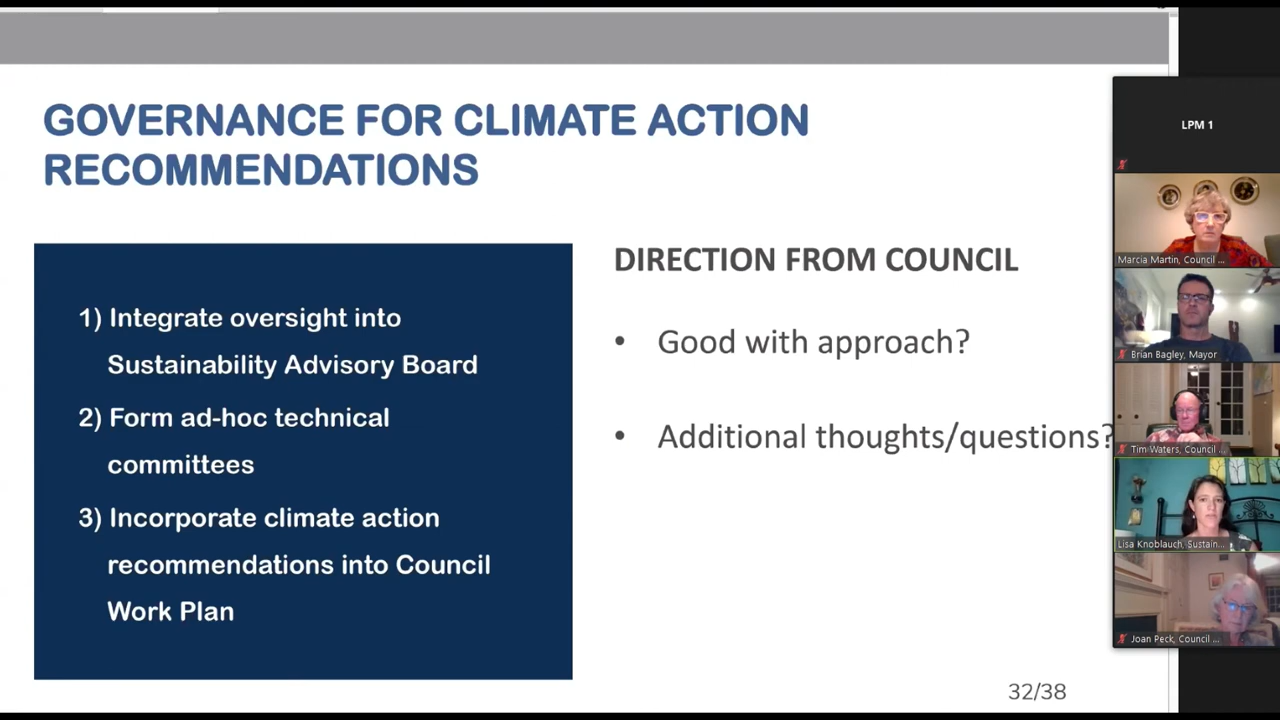 GOVERNANCE FOR CLIMATE ACTION
RECOMMENDATIONS
1) Integrate oversight into
Sustainability Advisory Board
2) Form ad-hoc technical
committees
3) Incorporate climate action
recommendations into Council
Work Plan
DIRECTION FROM COUNCIL
• Good with approach?
• Additional thoughts/questions?
32/38
LPM 1
Marcia Martin, Council ...
Brian Bagley, Mayor
Tim Waters, Council ...
Lisa Knoblauch, Sustain...
Joan Peck, Council ...